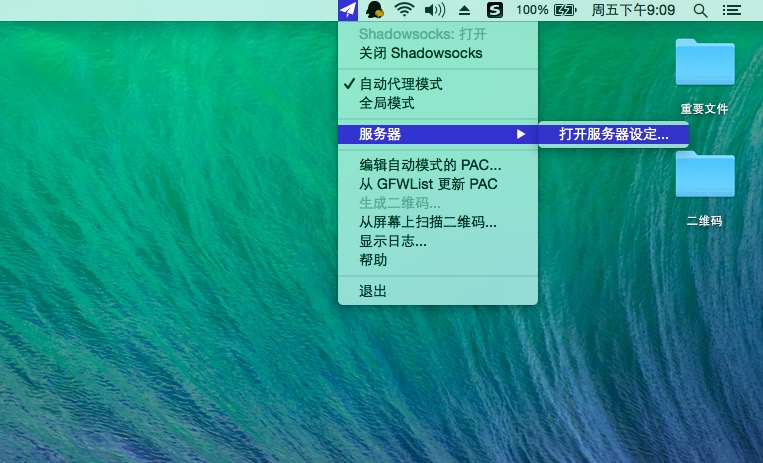 100% 周五下午9:09
Shadowsocks: 打开
关闭 Shadowsocks
自动代理模式
全局模式
服务器
打开服务器设定...
编辑自动模式的 PAC...
从 GFWList 更新 PAC
生成二维码...
从屏幕上扫描二维码...
显示日志...
帮助
退出
重要文件
二维码